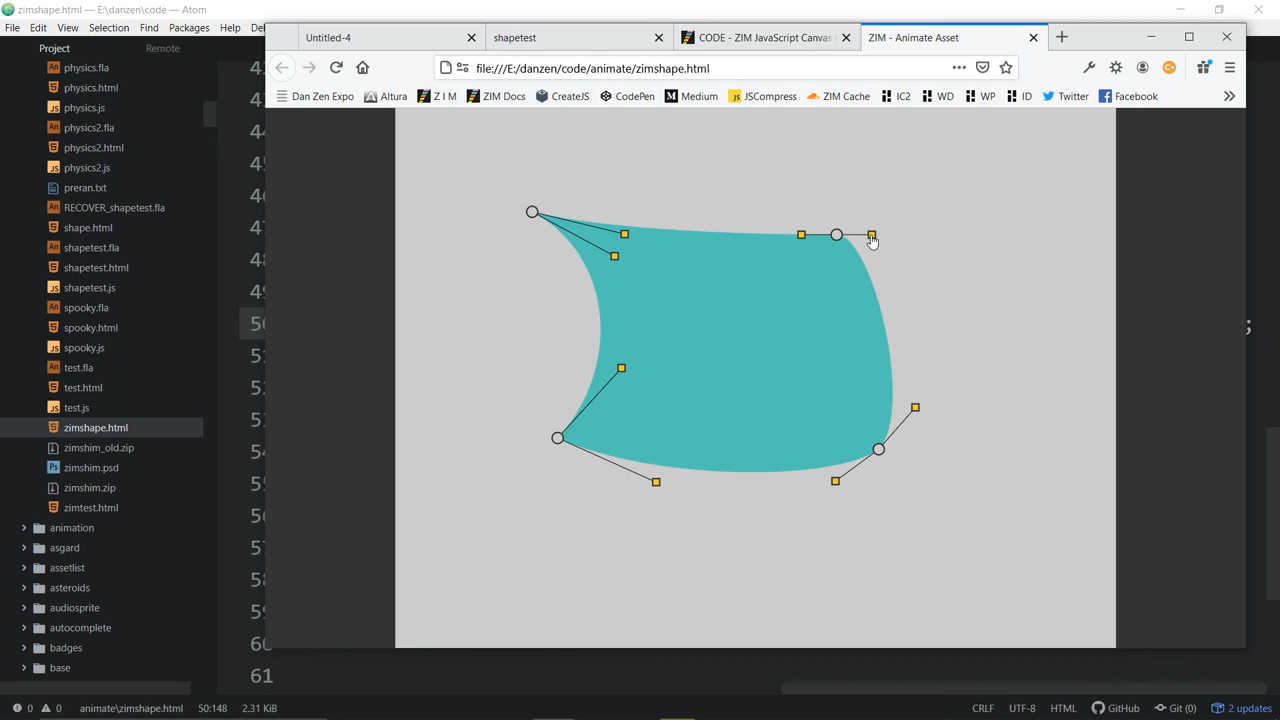 zimshape.html — E:\danzen\code — Atom
File Edit View Selection Find Packages Help
Project Remote
physics.fla
physics.html
physics.js
physics2.fla
physics2.html
physics2.js
preran.txt
RECOVER_shapetest.fla
shape.html
shapetest.fla
shapetest.html
shapetest.js
spooky.fla
spooky.html
spooky.js
test.fla
test.html
test.js
zimshape.html
zimshim_old.zip
zimshim.psd
zimshim.zip
zimtest.html
animation
asgard
assetlist
asteroids
audiosprite
autocomplete
badges
base
44
45
46
48
49
51
54
56
58
59
60
61
;
Untitled-4
shapetest
CODE - ZIM JavaScript Canvas
ZIM - Animate Asset
file:///E:/danzen/code/animate/zimshape.html
Dan Zen Expo Altura Z I M ZIM Docs CreateJS CodePen Medium JSCompress ZIM Cache IC2 WD WP ID Twitter Facebook
0 0 animate\zimshape.html 50:148 2.31 KiB CRLF UTF-8 HTML GitHub Git (0) 2 updates